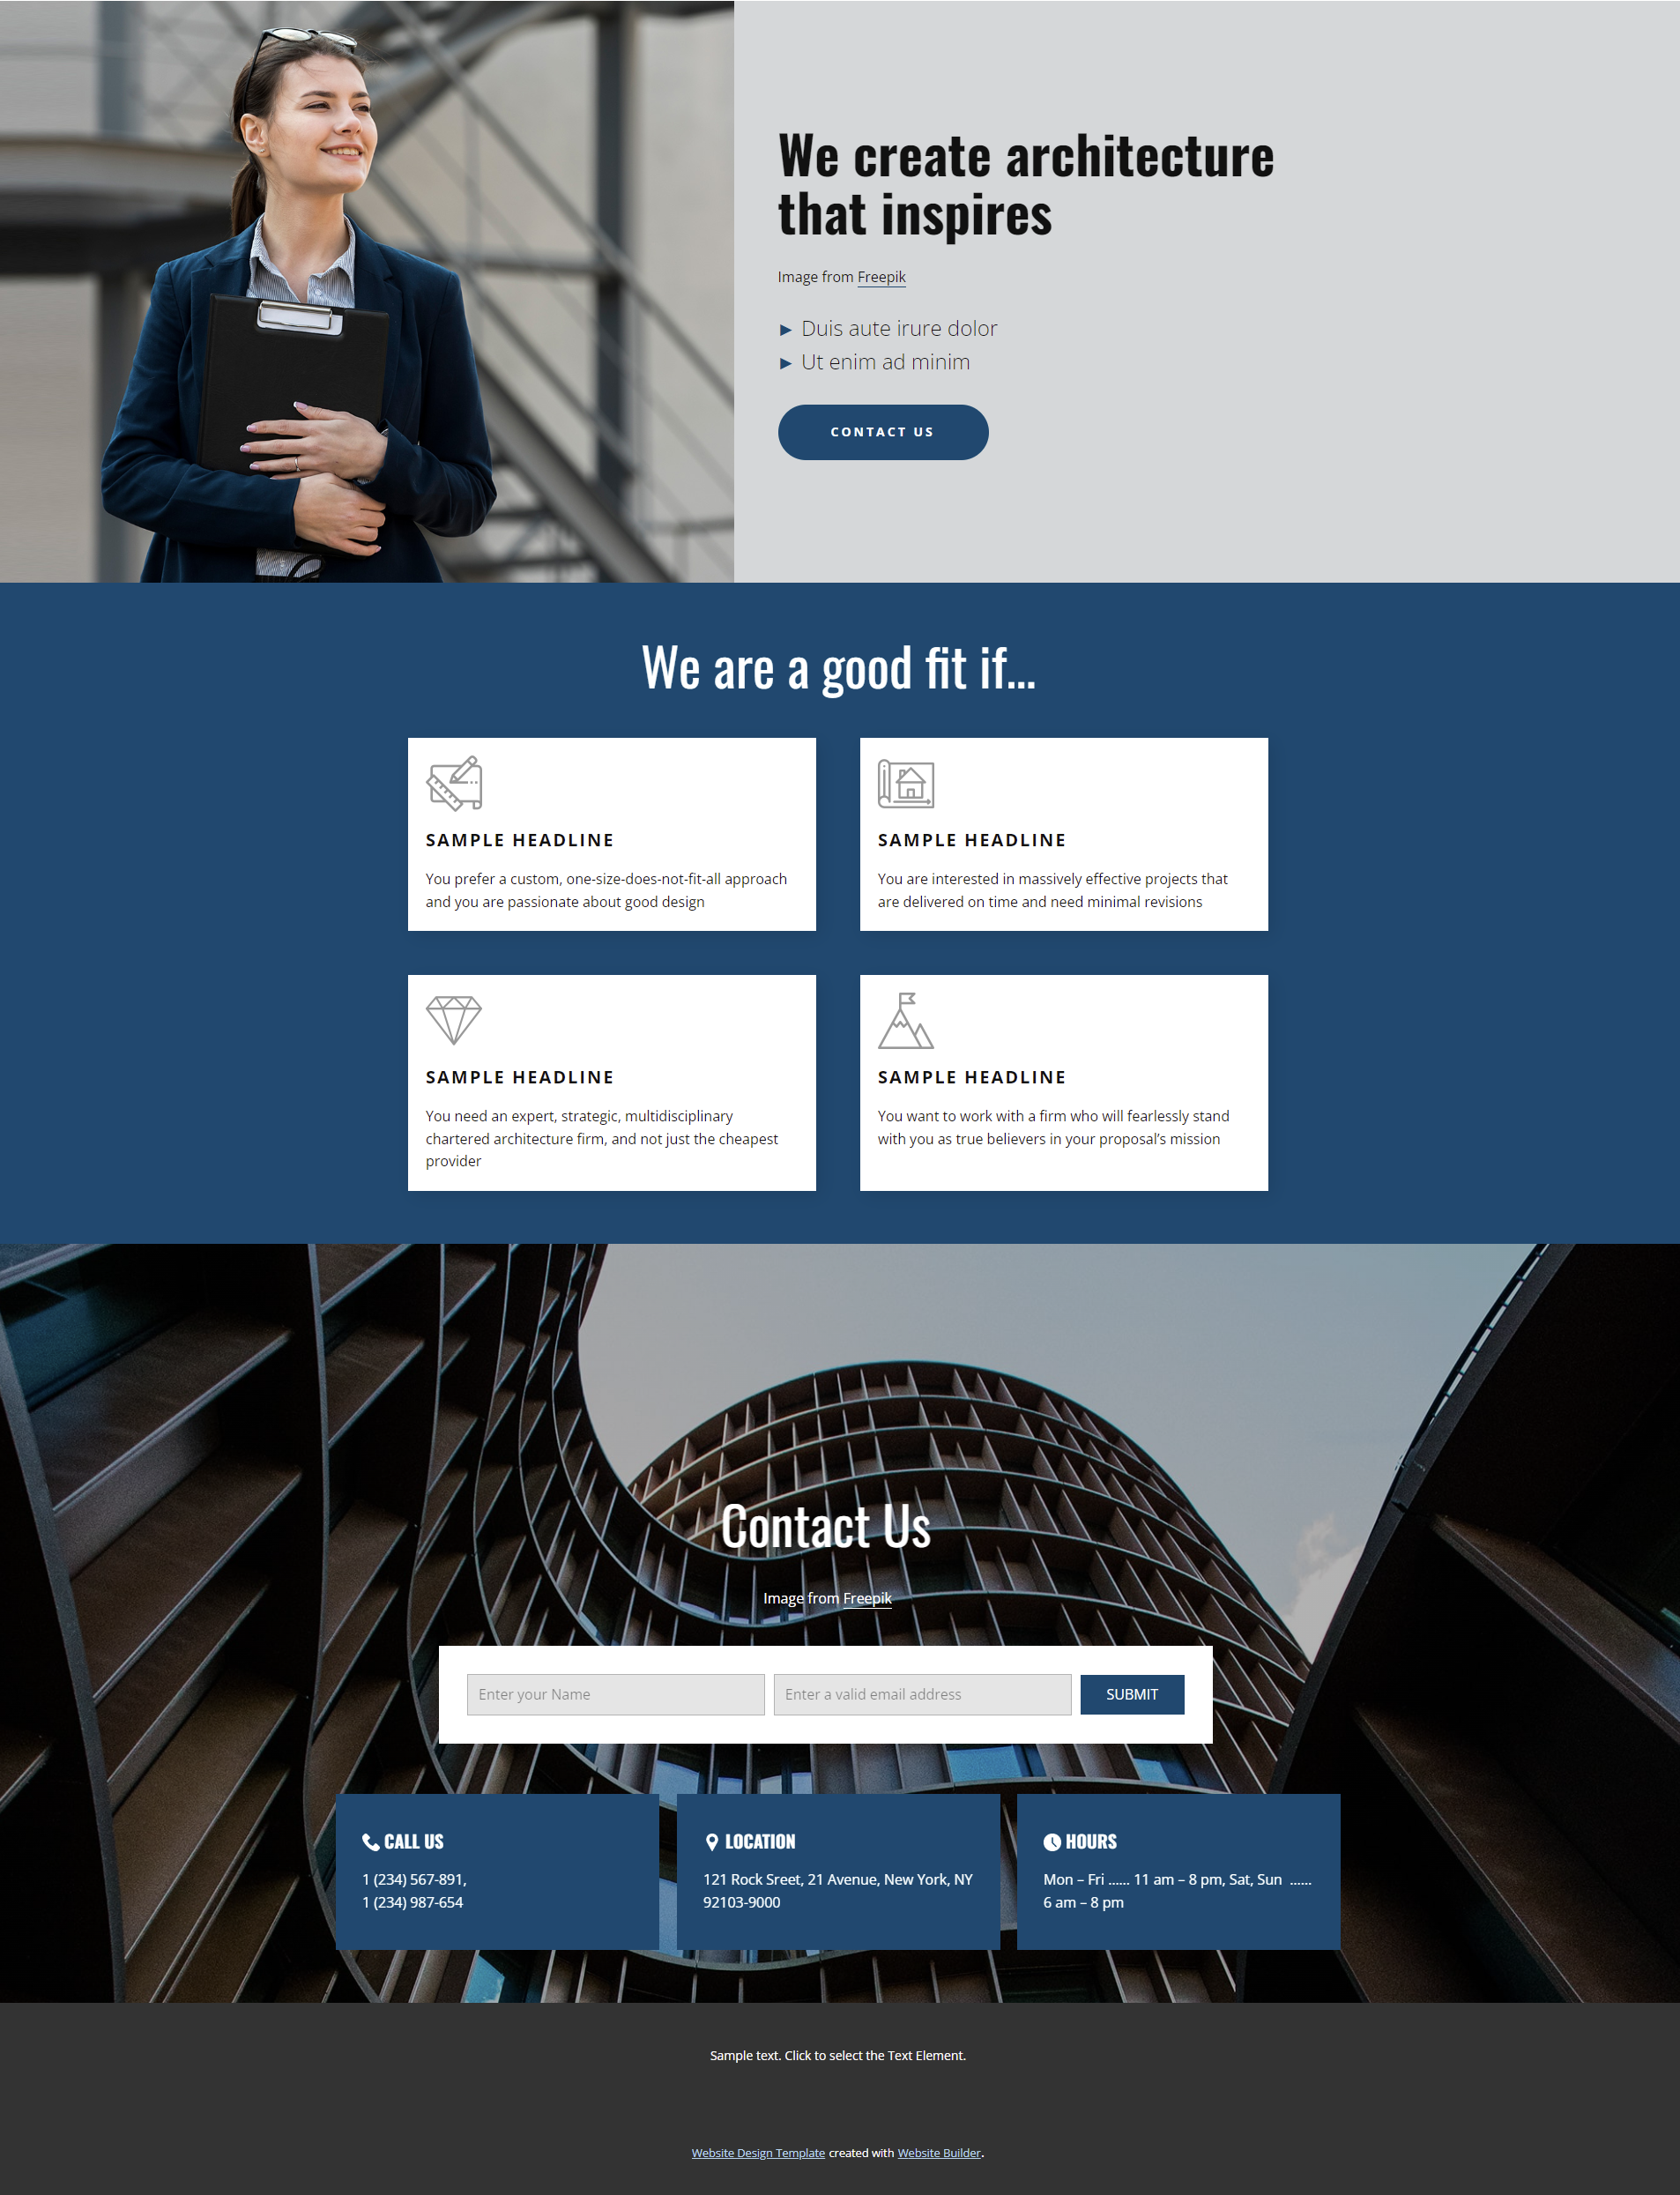 We create architecture
that inspires
Image from Freepik
► Duis aute irure dolor
► Ut enim ad minim
CONTACT US
We are a good fit if...
SAMPLE HEADLINE
You prefer a custom, one-size-does-not-fit-all approach
and you are passionate about good design
SAMPLE HEADLINE
You are interested in massively effective projects that
are delivered on time and need minimal revisions
SAMPLE HEADLINE
You need an expert, strategic, multidisciplinary
chartered architecture firm, and not just the cheapest
provider
SAMPLE HEADLINE
You want to work with a firm who will fearlessly stand
with you as true believers in your proposal’s mission
Contact Us
Image from Freepik
Enter your Name
Enter a valid email address
SUBMIT
CALL US
1 (234) 567-891,
1 (234) 987-654
LOCATION
121 Rock Sreet, 21 Avenue, New York, NY
92103-9000
HOURS
Mon – Fri ...... 11 am – 8 pm, Sat, Sun ......
6 am – 8 pm
Sample text. Click to select the Text Element.
Website Design Template created with Website Builder.